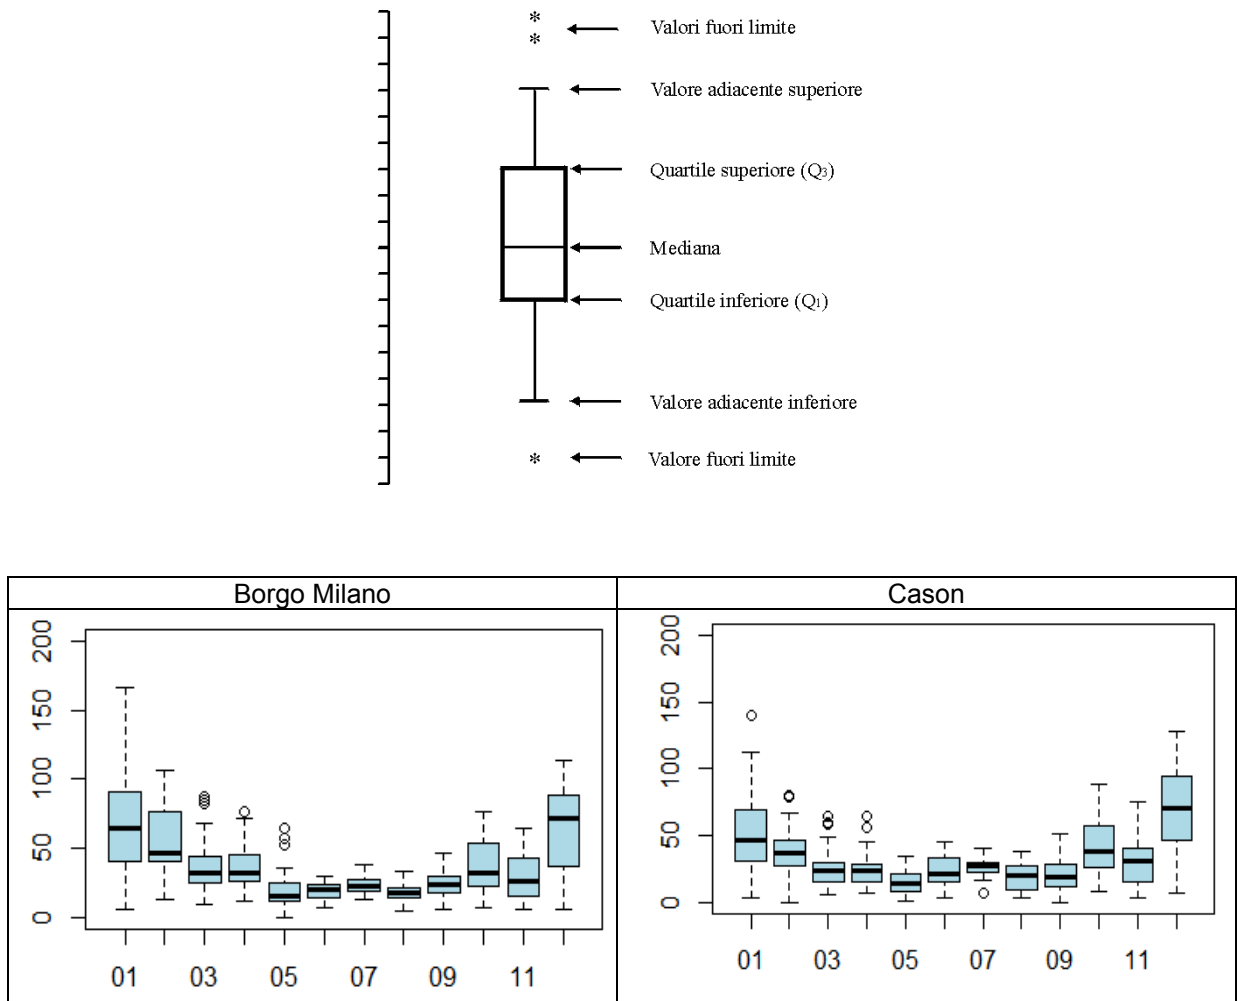 *
*
Valori fuori limite
Valore adiacente superiore
Quartile superiore (Q3)
Mediana
Quartile inferiore (Q1)
Valore adiacente inferiore
* Valore fuori limite
Borgo Milano Cason
200
150
100
50
0
01 03 05 07 09 11
200
150
100
50
0
01 03 05 07 09 11